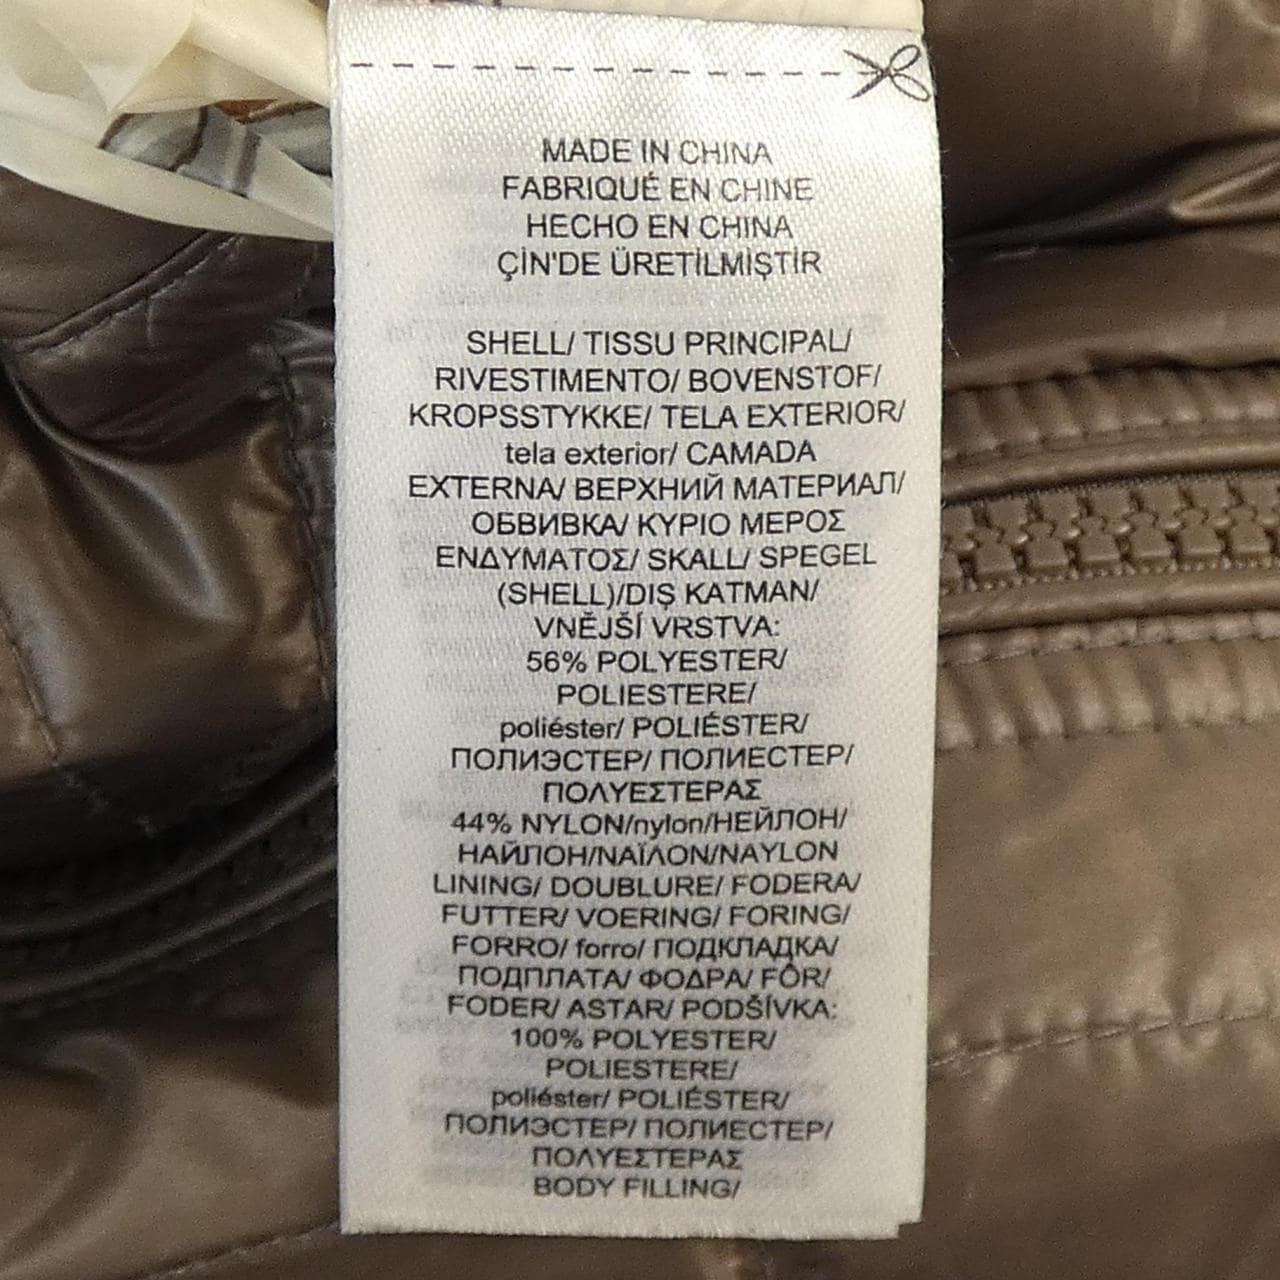 MADE IN CHINA
FABRIQUÉ EN CHINE
HECHO EN CHINA
ÇİN'DE ÜRETİLMİŞTİR
SHELL/ TISSU PRINCIPAL/
RIVESTIMENTO/ BOVENSTOF/
KROPSSTYKKE/ TELA EXTERIOR/
tela exterior/ CAMADA
EXTERNA/ ВЕРХНИЙ МАТЕРИАЛ/
ОБВИВКА/ ΚΥΡΙΟ ΜΕΡΟΣ
ΕΝΔΥΜΑΤΟΣ/ SKALL/ SPEGEL
(SHELL)/DIŞ KATMAN/
VNĚJŠÍ VRSTVA:
56% POLYESTER/
POLIESTERE/
poliéster/ POLIÉSTER/
ПОЛИЭСТЕР/ ПОЛИЕСТЕР/
ΠΟΛΥΕΣΤΕΡΑΣ
44% NYLON/nylon/НЕЙЛОН/
НАЙЛОН/ΝΑΪΛΟΝ/NAYLON
LINING/ DOUBLURE/ FODERA/
FUTTER/ VOERING/ FORING/
FORRO/ forro/ ПОДКЛАДКА/
ПОДПЛАТА/ ΦΟΔΡΑ/ FÔR/
FODER/ ASTAR/ PODŠÍVKA:
100% POLYESTER/
POLIESTERE/
poliéster/ POLIÉSTER/
ПОЛИЭСТЕР/ ПОЛИЕСТЕР/
ΠΟΛΥΕΣΤΕΡΑΣ
BODY FILLING/